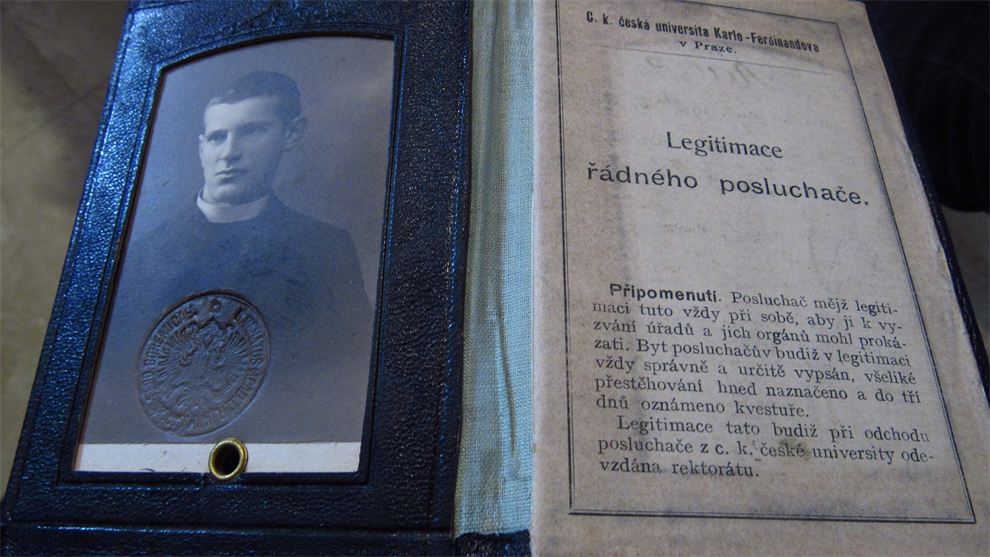 C. k. česká universita Karlo-Ferdinandova
v Praze.
Legitimace
řádného posluchače.
Připomenutí. Posluchač mějž legiti-
maci tuto vždy při sobě, aby ji k vy-
zvání úřadů a jich orgánů mohl proká-
zati. Byt posluchačův budiž v legitimaci
vždy správně a určitě vypsán, všeliké
přestěhování hned naznačeno a do tří
dnů oznámeno kvestuře.
Legitimace tato budiž při odchodu
posluchače z c. k. české university ode-
vzdána rektorátu.